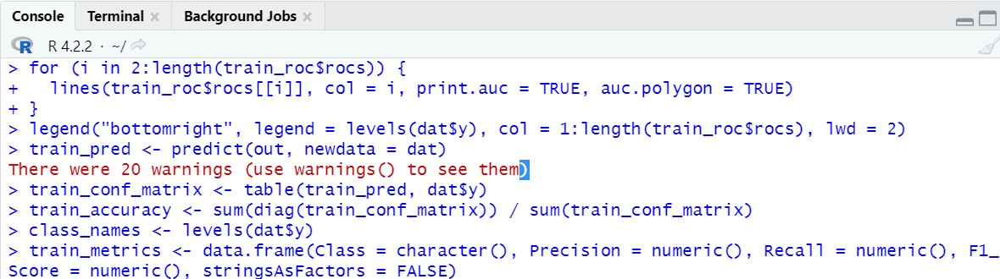 Console Terminal × Background Jobs ×
R R 4.2.2 · ~/
> for (i in 2:length(train_roc$rocs)) {
+   lines(train_roc$rocs[[i]], col = i, print.auc = TRUE, auc.polygon = TRUE)
+ }
> legend("bottomright", legend = levels(dat$y), col = 1:length(train_roc$rocs), lwd = 2)
> train_pred <- predict(out, newdata = dat)
There were 20 warnings (use warnings() to see them)
> train_conf_matrix <- table(train_pred, dat$y)
> train_accuracy <- sum(diag(train_conf_matrix)) / sum(train_conf_matrix)
> class_names <- levels(dat$y)
> train_metrics <- data.frame(Class = character(), Precision = numeric(), Recall = numeric(), F1_
Score = numeric(), stringsAsFactors = FALSE)